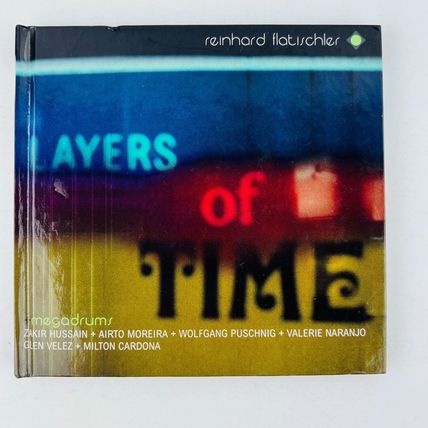 reinhard flatischler
LAYERS
of
TIME
+megadrums
ZAKIR HUSSAIN + AIRTO MOREIRA + WOLFGANG PUSCHNIG + VALERIE NARANJO
GLEN VELEZ + MILTON CARDONA